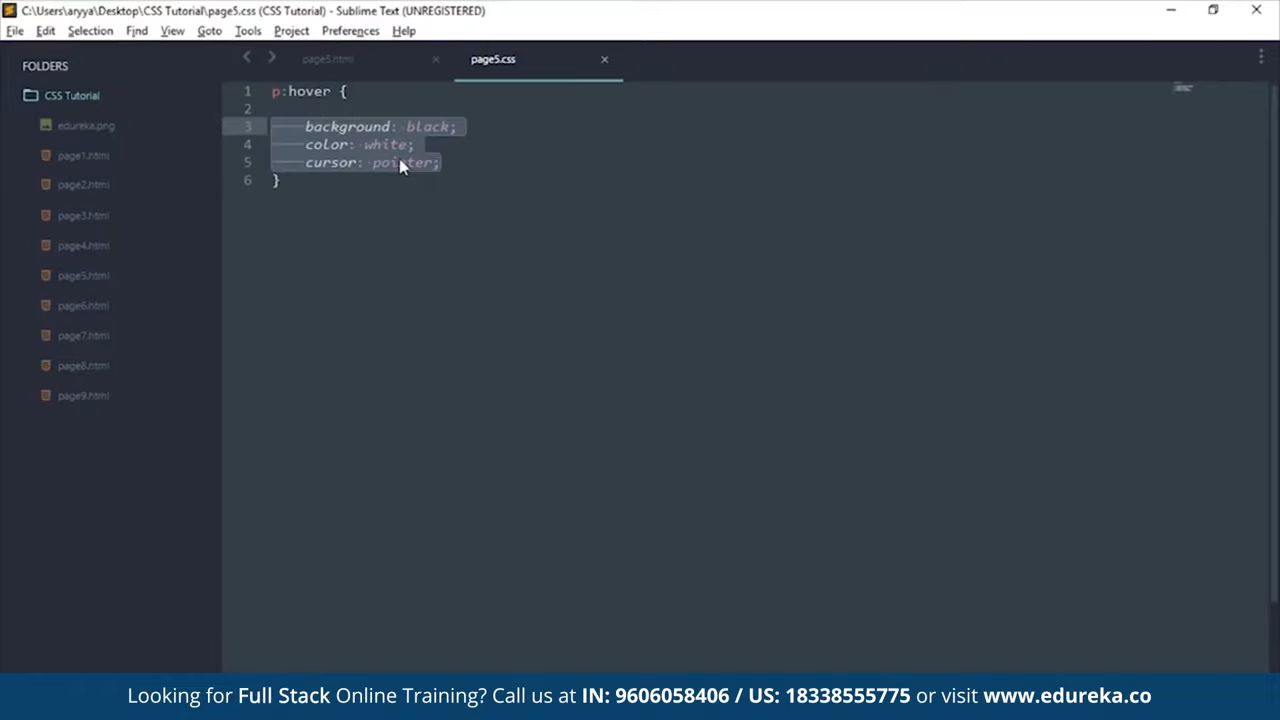 C:\Users\aryya\Desktop\CSS Tutorial\page5.css (CSS Tutorial) - Sublime Text (UNREGISTERED)
File Edit Selection Find View Goto Tools Project Preferences Help
FOLDERS
CSS Tutorial
edureka.png
page1.html
page2.html
page3.html
page4.html
page5.html
page6.html
page7.html
page8.html
page9.html
page5.html page5.css
1 p:hover {
2
3 background: black;
4 color: white;
5 cursor: pointer;
6 }
Looking for Full Stack Online Training? Call us at IN: 9606058406 / US: 18338555775 or visit www.edureka.co